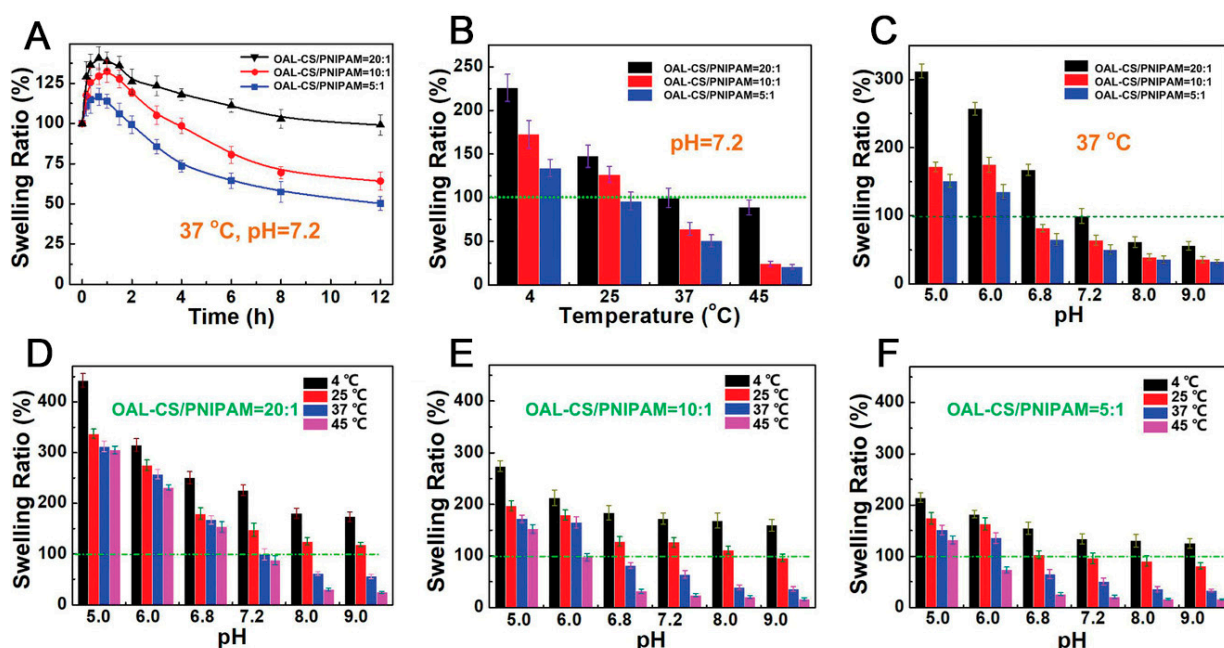 A
Swelling Ratio (%)
125
100
75
50
25
0
OAL-CS/PNIPAM=20:1
OAL-CS/PNIPAM=10:1
OAL-CS/PNIPAM=5:1
37 °C, pH=7.2
0 2 4 6 8 10 12
Time (h)
B
Swelling Ratio (%)
250
200
150
100
50
0
OAL-CS/PNIPAM=20:1
OAL-CS/PNIPAM=10:1
OAL-CS/PNIPAM=5:1
pH=7.2
4 25 37 45
Temperature (°C)
C
Swelling Ratio (%)
300
200
100
0
OAL-CS/PNIPAM=20:1
OAL-CS/PNIPAM=10:1
OAL-CS/PNIPAM=5:1
37 °C
5.0 6.0 6.8 7.2 8.0 9.0
pH
D
Swelling Ratio (%)
400
300
200
100
0
4 °C
25 °C
37 °C
45 °C
OAL-CS/PNIPAM=20:1
5.0 6.0 6.8 7.2 8.0 9.0
pH
E
Swelling Ratio (%)
400
300
200
100
0
4 °C
25 °C
37 °C
45 °C
OAL-CS/PNIPAM=10:1
5.0 6.0 6.8 7.2 8.0 9.0
pH
F
Swelling Ratio (%)
400
300
200
100
0
4 °C
25 °C
37 °C
45 °C
OAL-CS/PNIPAM=5:1
5.0 6.0 6.8 7.2 8.0 9.0
pH